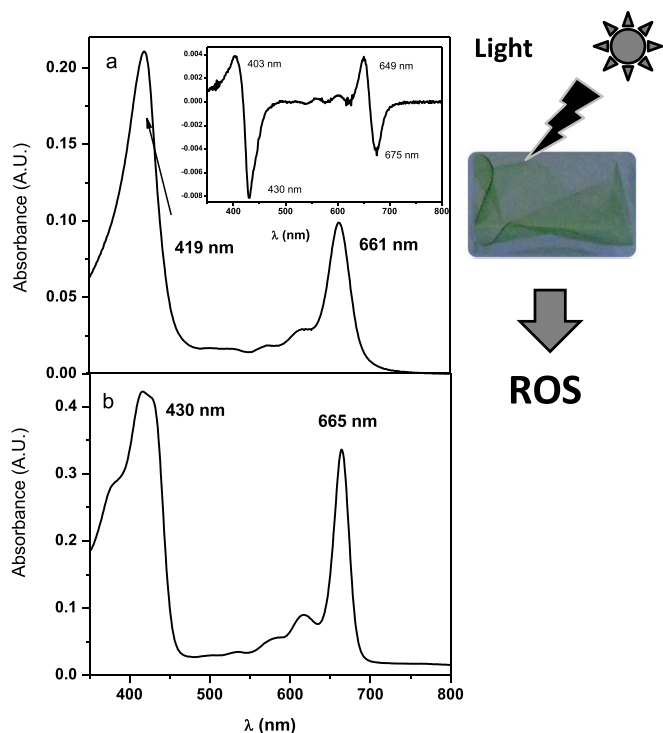 a
Absorbance (A.U.)
0.20
0.15
0.10
0.05
0.00
419 nm
661 nm
0.004
0.002
0.000
-0.002
-0.004
-0.006
-0.008
403 nm
649 nm
430 nm
675 nm
400 500 600 700 800
λ (nm)
b
Absorbance (A.U.)
0.4
0.3
0.2
0.1
0.0
430 nm
665 nm
400 500 600 700 800
λ (nm)
Light
ROS